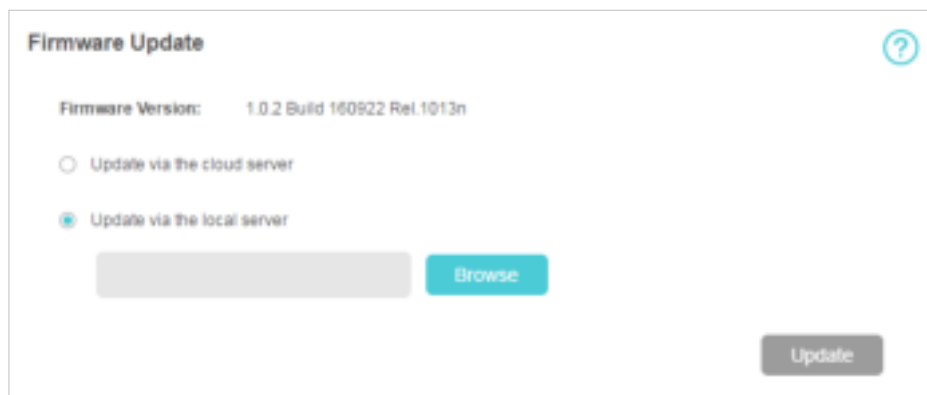 Firmware Update
?
Firmware Version: 1.0.2 Build 160922 Rel.1013n
Update via the cloud server
Update via the local server
Browse
Update